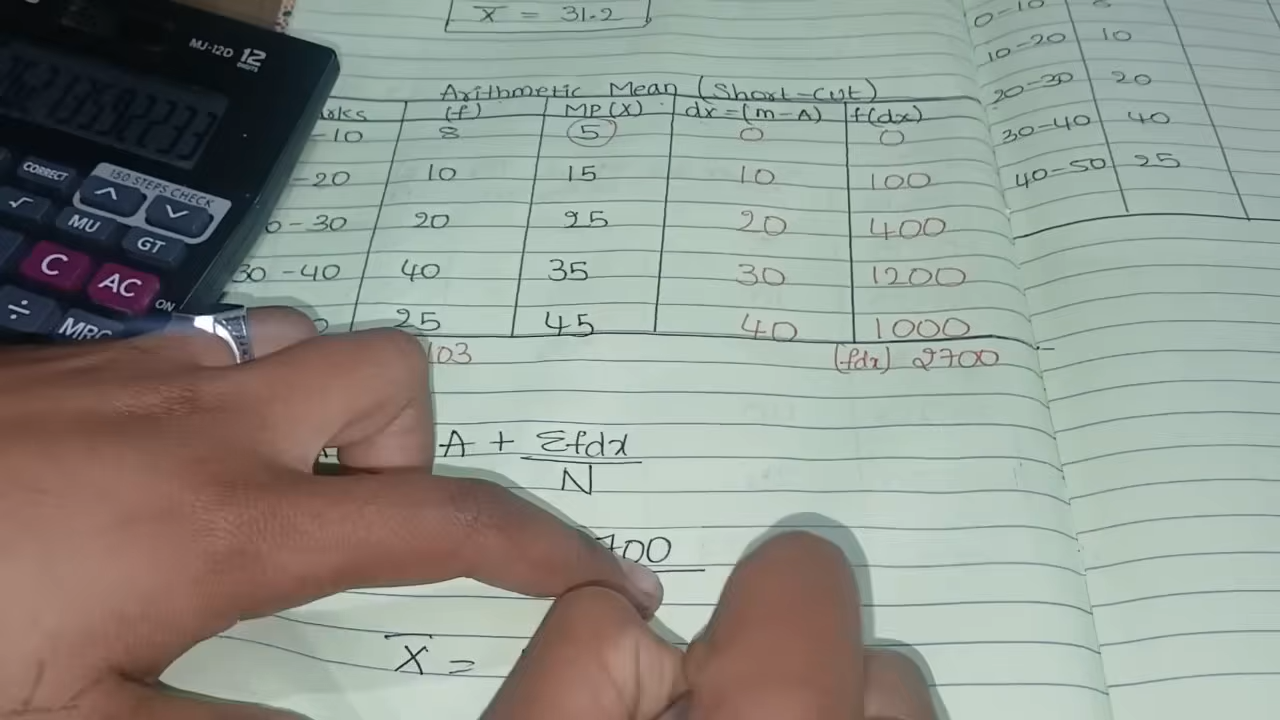 X = 31.2
Arithmetic Mean (Short-Cut)
(f) MP(X) dx=(m-A) f(dx)
-10 8 5 0 0
-20 10 15 10 100
0-30 20 25 20 400
30-40 40 35 30 1200
25 45 40 1000
103 (fdx) 2700
A + Σfdx
N
700
X =
0-10
10-20 10
20-30 20
30-40 40
40-50 25
MJ-12D 12
DIGITS
CORRECT
150 STEPS CHECK
√
MU
GT
C
AC
ON
÷